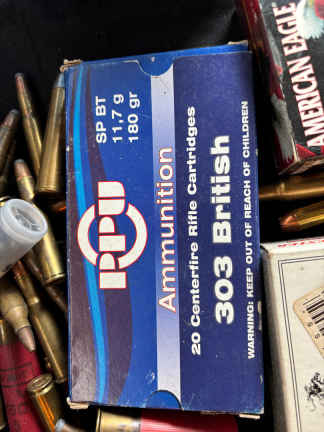 SP BT
11,7 g
180 gr
PPU
Ammunition
20 Centerfire Rifle Cartridges
303 British
WARNING: KEEP OUT OF REACH OF CHILDREN
AMERICAN EAGLE